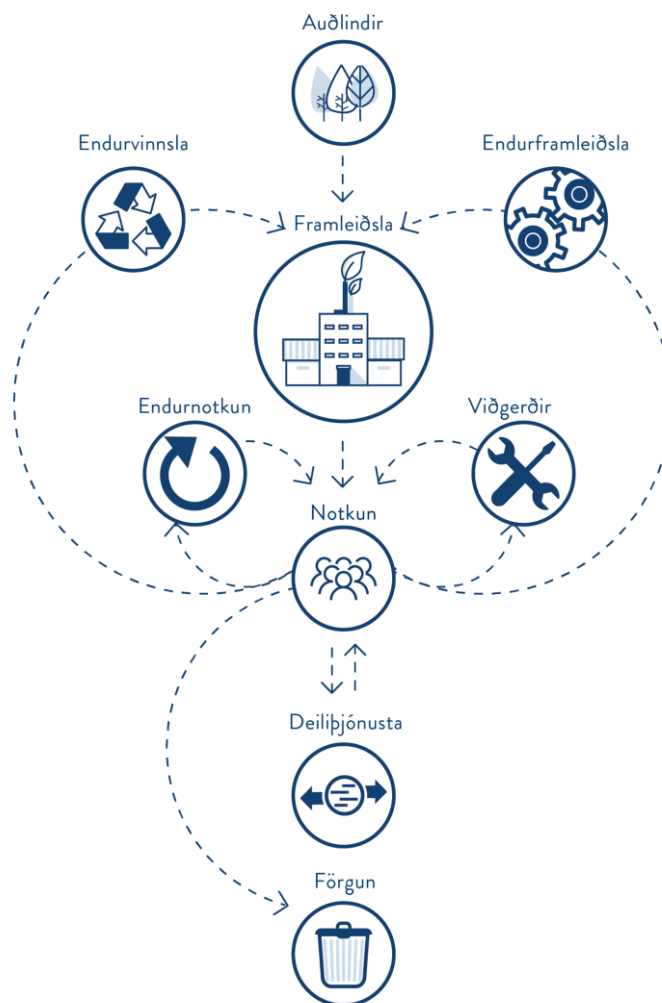 Auðlindir
Endurvinnsla
Endurframleiðsla
Framleiðsla
Endurnotkun
Viðgerðir
Notkun
Deiliþjónusta
Förgun